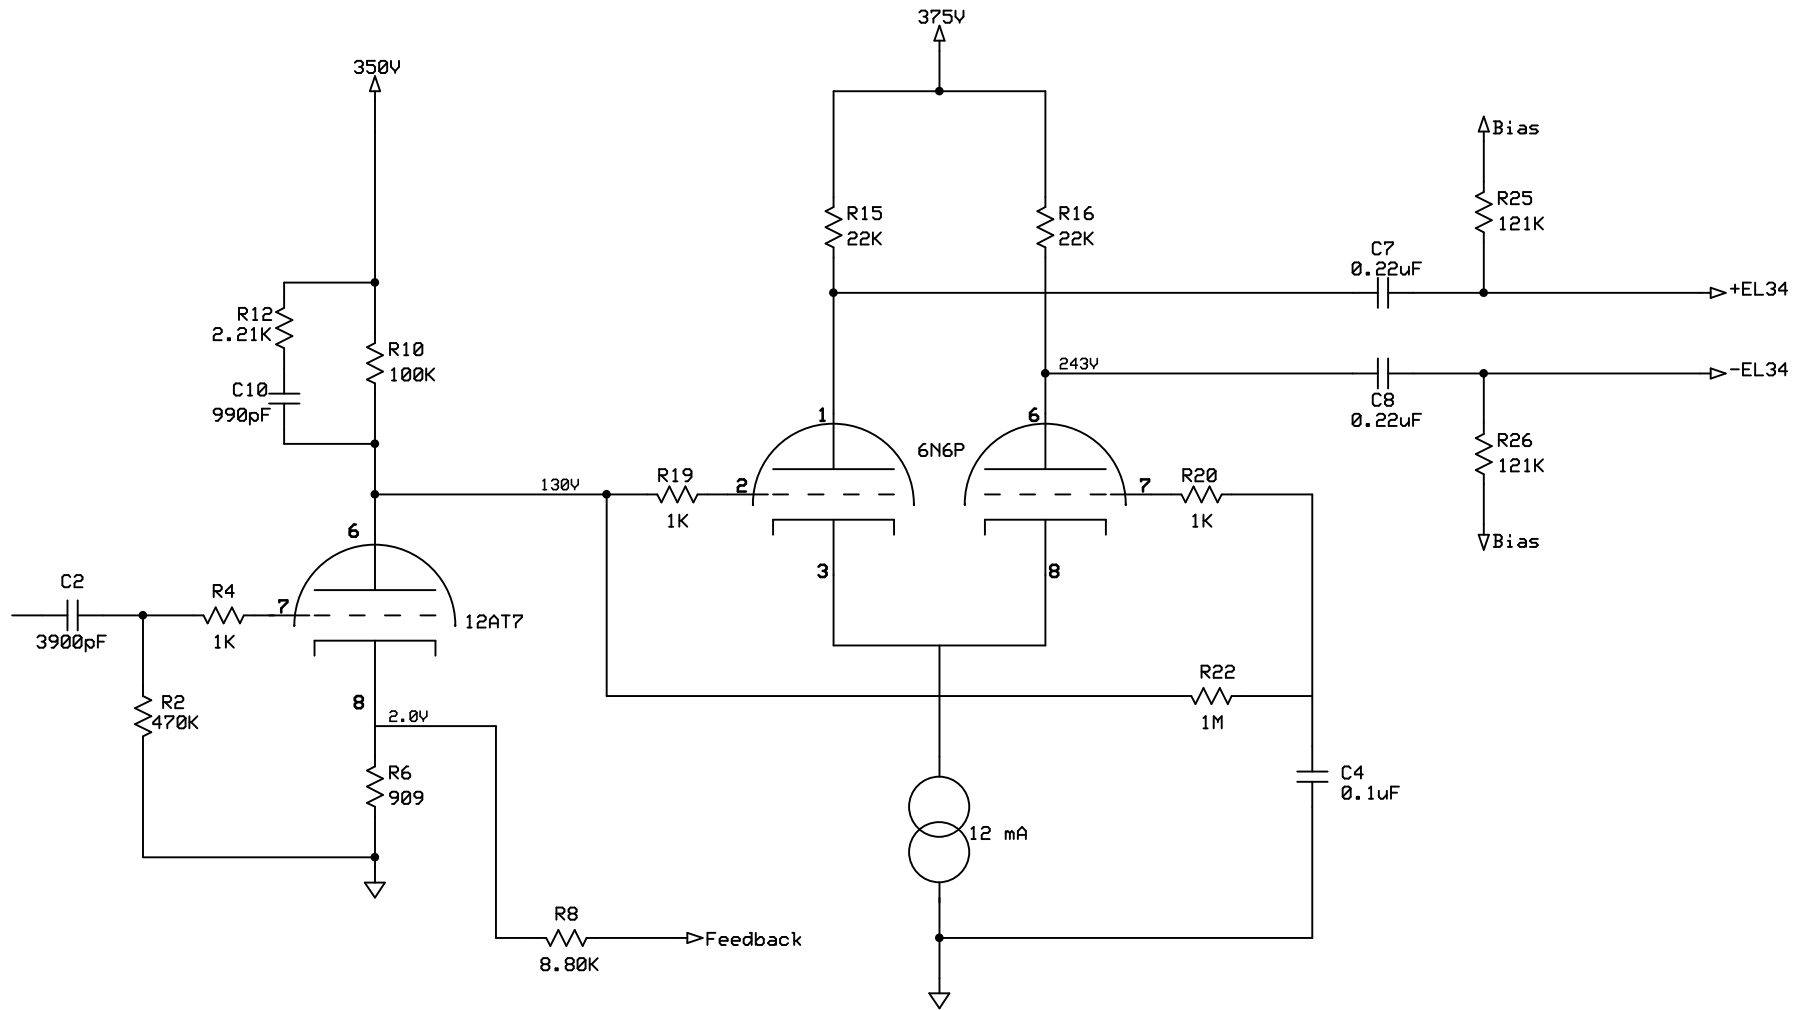 375V
350V
Bias
R25
121K
R15
22K
R16
22K
C7
0.22uF
+EL34
R12
2.21K
R10
100K
243V
-EL34
C10
990pF
C8
0.22uF
1
6
6N6P
R26
121K
130V
R19
1K
2
7
R20
1K
6
Bias
3
8
C2
3900pF
R4
1K
7
12AT7
R2
470K
8
2.0V
R22
1M
R6
909
C4
0.1uF
12 mA
R8
8.80K
Feedback